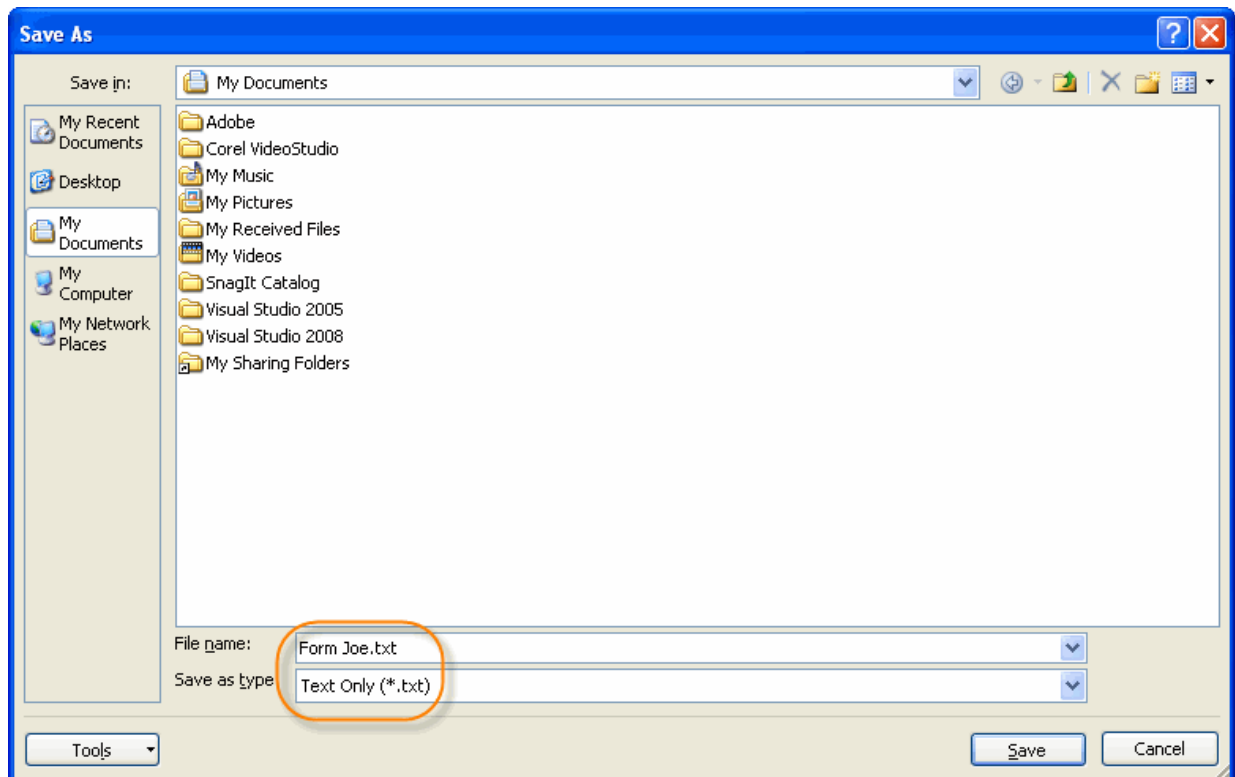 Save As
Save in:
My Documents
My Recent
Documents
Desktop
My
Documents
My
Computer
My Network
Places
Adobe
Corel VideoStudio
My Music
My Pictures
My Received Files
My Videos
SnagIt Catalog
Visual Studio 2005
Visual Studio 2008
My Sharing Folders
File name:
Form Joe.txt
Save as type
Text Only (*.txt)
Tools
Save
Cancel